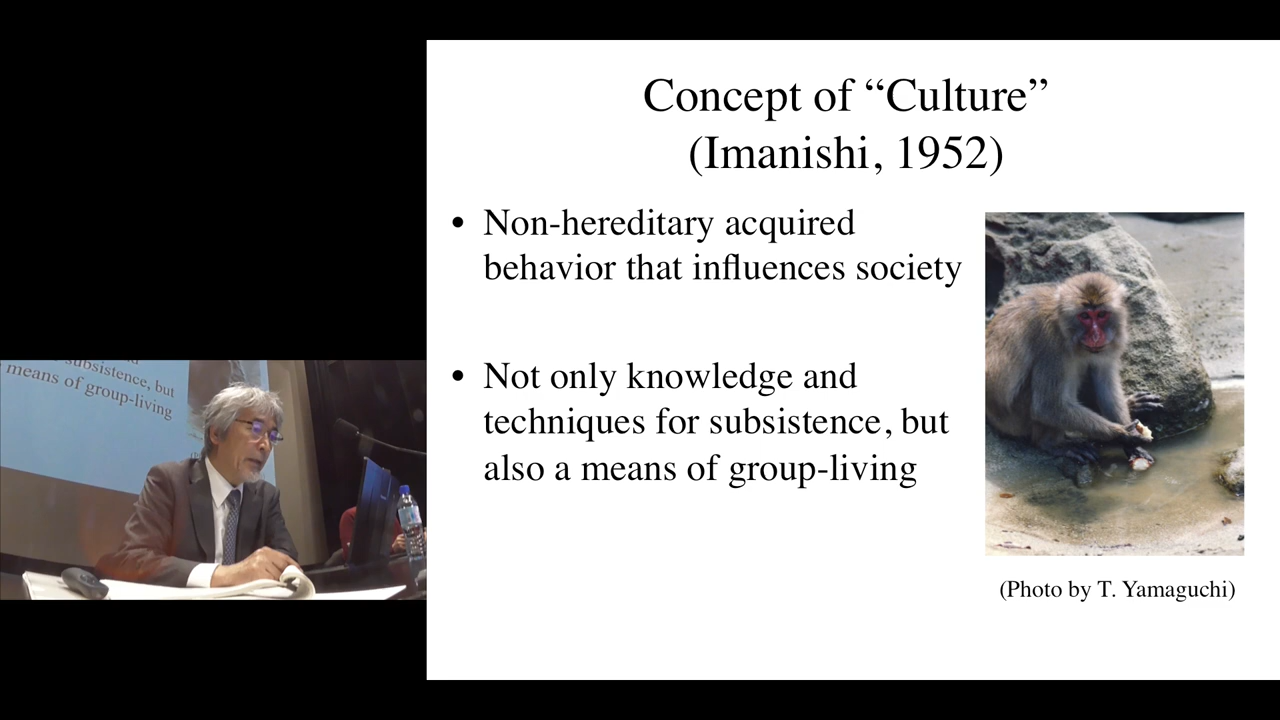 Concept of “Culture”
(Imanishi, 1952)
• Non-hereditary acquired
behavior that influences society
• Not only knowledge and
techniques for subsistence, but
also a means of group-living
(Photo by T. Yamaguchi)
subsistence, but
means of group-living